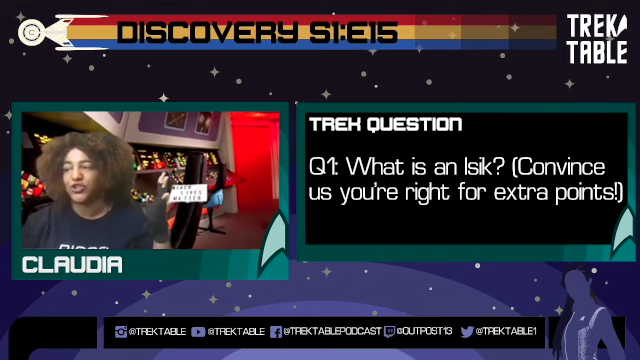 DISCOVERY S1:E15
TREK
TABLE
TREK QUESTION
Q1: What is an Isik? (Convince
us you're right for extra points!)
BLACK
LIVES
MATTER
DISCO
CLAUDIA
@TREKTABLE @TREKTABLE @TREKTABLEPODCAST @OUTPOST13 @TREKTABLE1